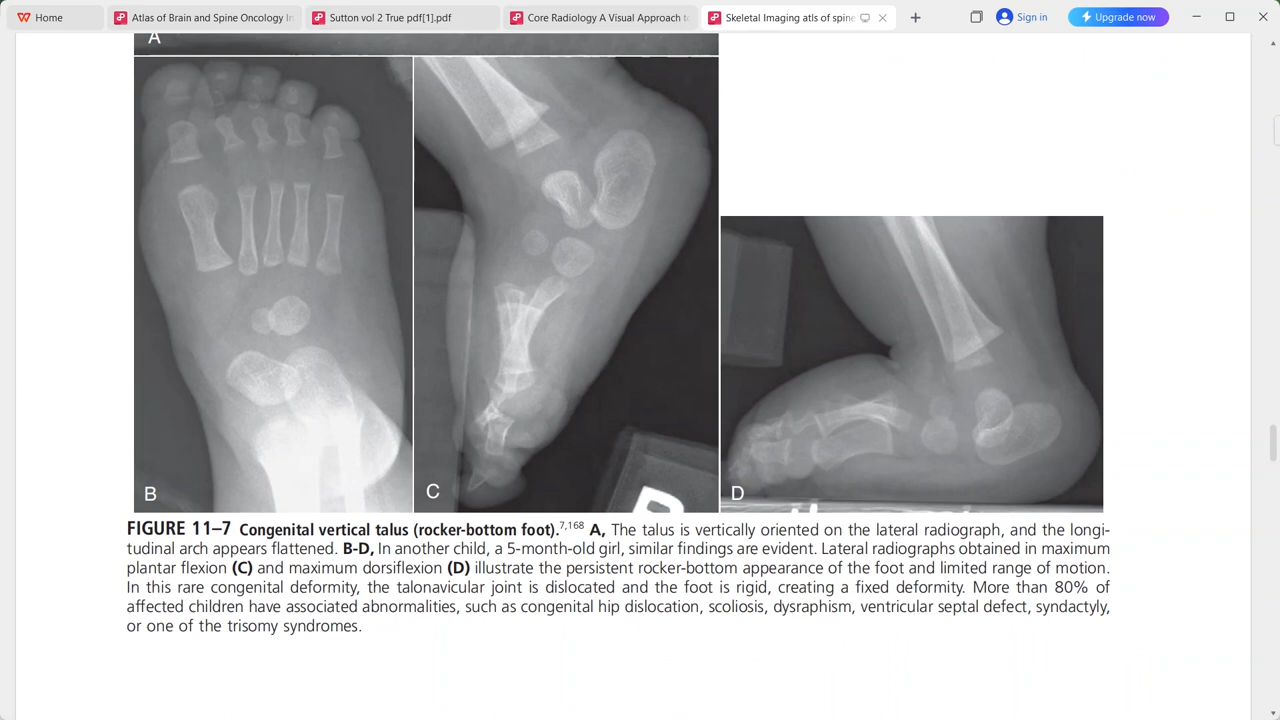 Home
Atlas of Brain and Spine Oncology I
Sutton vol 2 True pdf[1].pdf
Core Radiology A Visual Approach to
Skeletal Imaging atls of spine
Sign in
Upgrade now
A
B
C
D
FIGURE 11–7 Congenital vertical talus (rocker-bottom foot).7,168 A, The talus is vertically oriented on the lateral radiograph, and the longi-
tudinal arch appears flattened. B-D, In another child, a 5-month-old girl, similar findings are evident. Lateral radiographs obtained in maximum
plantar flexion (C) and maximum dorsiflexion (D) illustrate the persistent rocker-bottom appearance of the foot and limited range of motion.
In this rare congenital deformity, the talonavicular joint is dislocated and the foot is rigid, creating a fixed deformity. More than 80% of
affected children have associated abnormalities, such as congenital hip dislocation, scoliosis, dysraphism, ventricular septal defect, syndactyly,
or one of the trisomy syndromes.